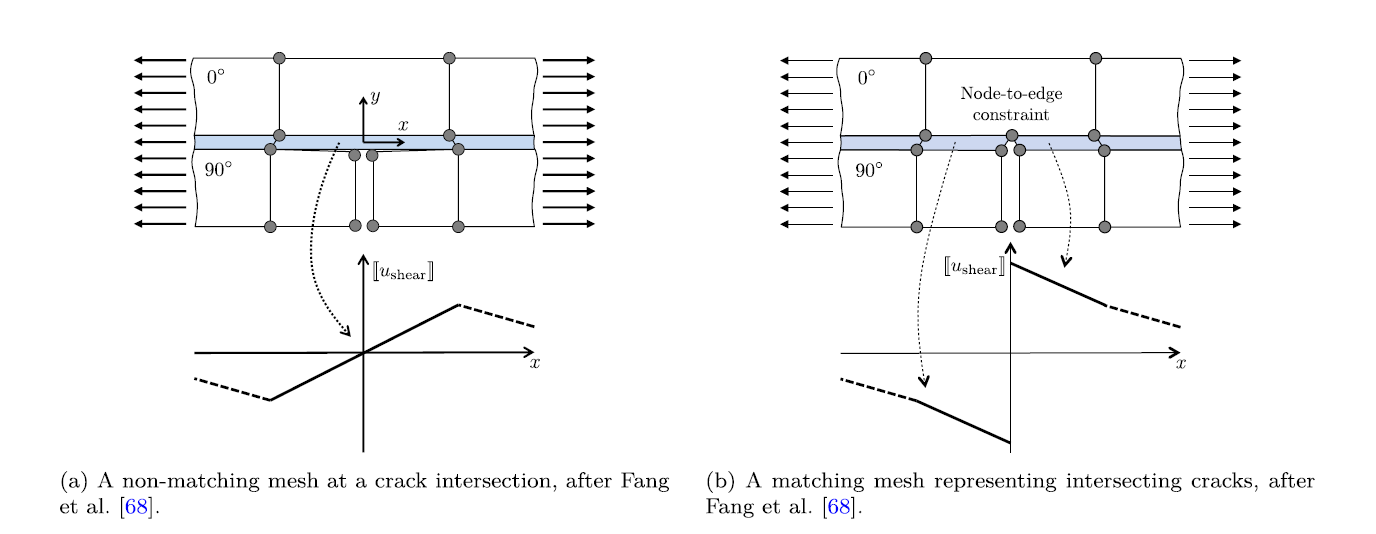 0°
y
x
90°
⟦u_shear⟧
x
(a) A non-matching mesh at a crack intersection, after Fang
et al. [68].
0°
Node-to-edge
constraint
90°
⟦u_shear⟧
x
(b) A matching mesh representing intersecting cracks, after
Fang et al. [68].